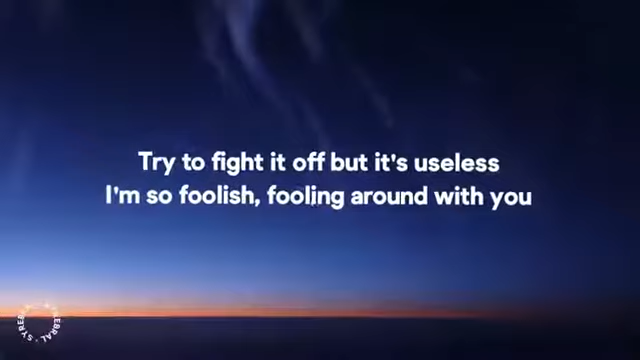 Try to fight it off but it's useless
I'm so foolish, fooling around with you